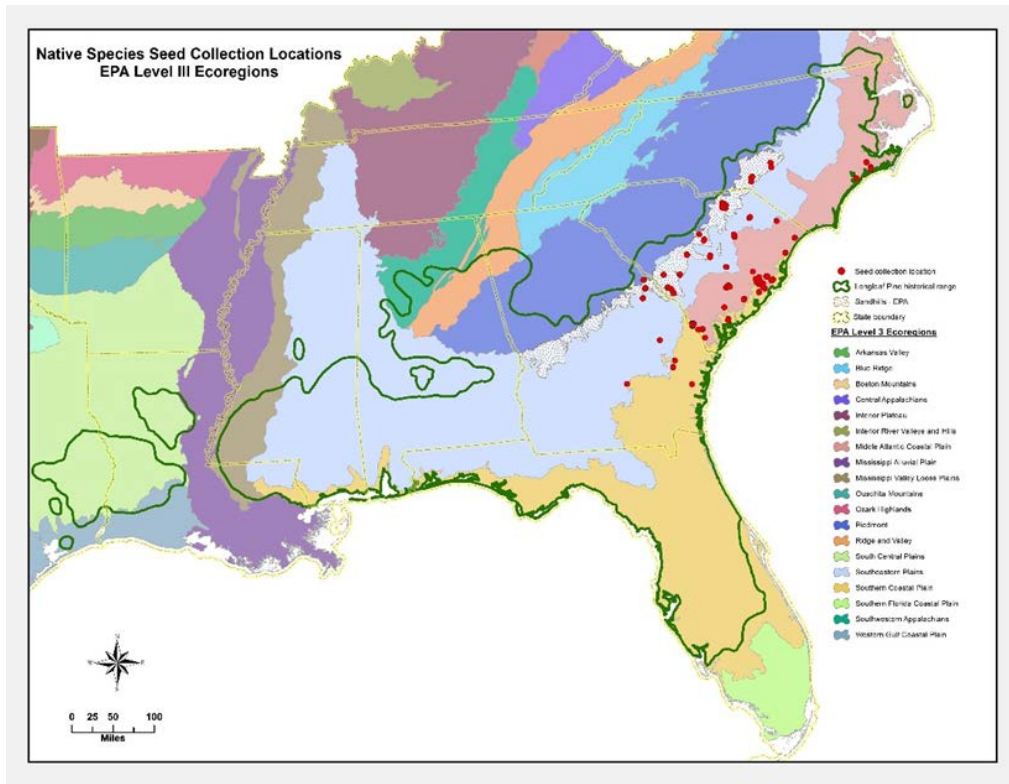 Native Species Seed Collection Locations
EPA Level III Ecoregions
Seed collection location
Longleaf Pine historical range
Sandhills - EPA
State boundary
EPA Level 3 Ecoregions
Arkansas Valley
Blue Ridge
Boston Mountains
Central Appalachians
Interior Plateau
Interior River Valleys and Hills
Middle Atlantic Coastal Plain
Mississippi Alluvial Plain
Mississippi Valley Loess Plains
Ouachita Mountains
Ozark Highlands
Piedmont
Ridge and Valley
South Central Plains
Southeastern Plains
Southern Coastal Plain
Southern Florida Coastal Plain
Southwestern Appalachians
Western Gulf Coastal Plain
N
W E
S
0 25 50 100
Miles